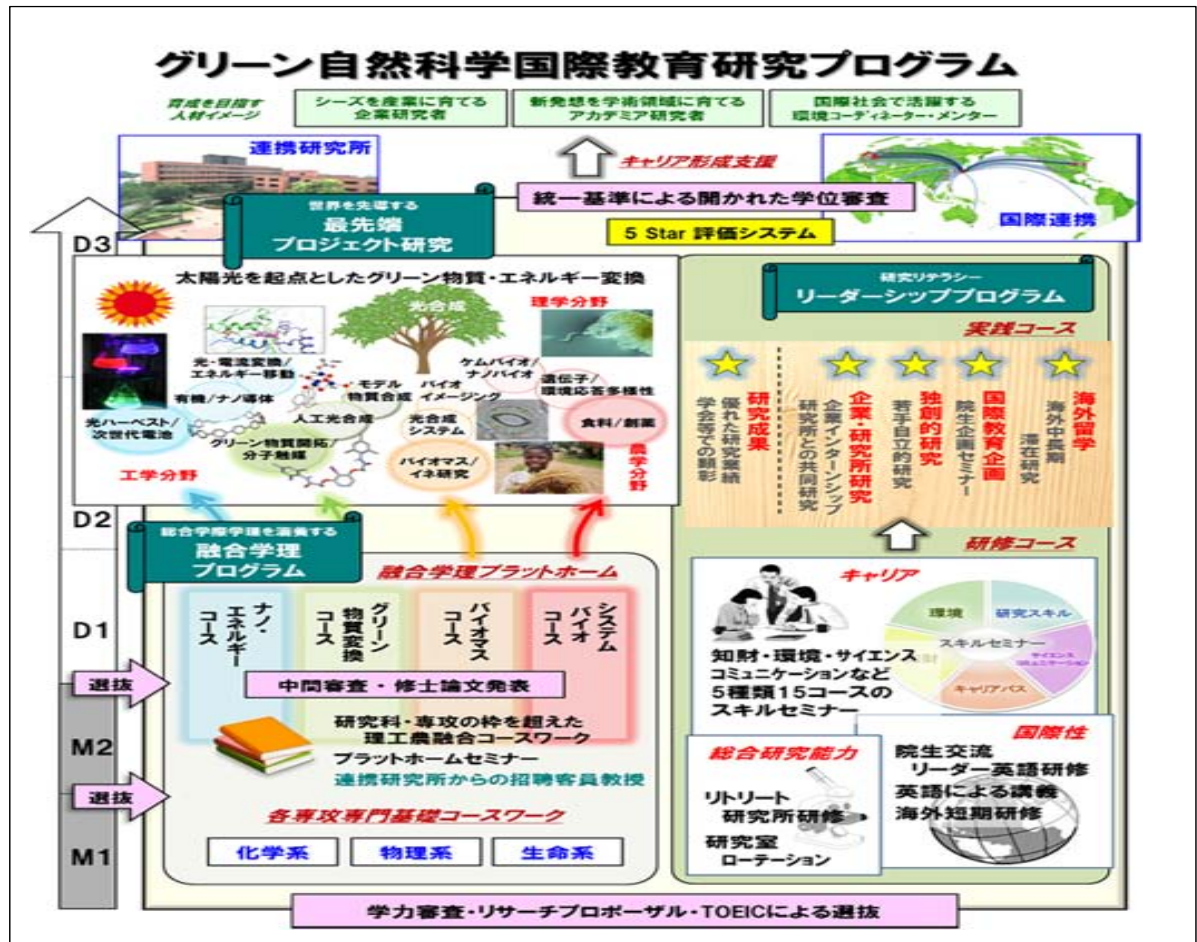 グリーン自然科学国際教育研究プログラム
育成を目指す
人材イメージ
シーズを産業に育てる
企業研究者
新発想を学術領域に育てる
アカデミア研究者
国際社会で活躍する
環境コーディネーター・メンター
連携研究所
キャリア形成支援
統一基準による開かれた学位審査
国際連携
5 Star 評価システム
世界を先導する
最先端
プロジェクト研究
D3
太陽光を起点としたグリーン物質・エネルギー変換
光合成
理学分野
光・電流変換/
エネルギー移動
モデル
物質合成
バイオ
イメージング
ケムバイオ/
ナノバイオ
遺伝子/
環境応答多様性
有機/ナノ導体
光ハーベスト/
次世代電池
人工光合成
光合成
システム
食料/創薬
グリーン物質開拓/
分子触媒
バイオマス/
イネ研究
工学分野
農学分野
研究リテラシー
リーダーシッププログラム
実践コース
研究成果
優れた研究業績
学会等での顕彰
企業・研究所研究
企業インターンシップ
研究所との共同研究
独創的研究
若手自立的研究
国際教育企画
院生企画セミナー
海外留学
海外中長期
滞在研究
D2
総合学際学理を涵養する
融合学理
プログラム
融合学理プラットホーム
ナノ・
エネルギー
コース
グリーン
物質変換
コース
バイオマス
コース
システム
バイオ
コース
D1
選抜
中間審査・修士論文発表
研究科・専攻の枠を超えた
理工農融合コースワーク
プラットホームセミナー
連携研究所からの招聘客員教授
M2
選抜
各専攻専門基礎コースワーク
化学系
物理系
生命系
M1
研修コース
キャリア
環境
研究スキル
スキルセミナー
サイエンス
コミュニケーション
キャリアパス
知財・環境・サイエンス
コミュニケーションなど
5種類15コースの
スキルセミナー
総合研究能力
リトリート
研究所研修
研究室
ローテーション
国際性
院生交流
リーダー英語研修
英語による講義
海外短期研修
学力審査・リサーチプロポーザル・TOEICによる選抜